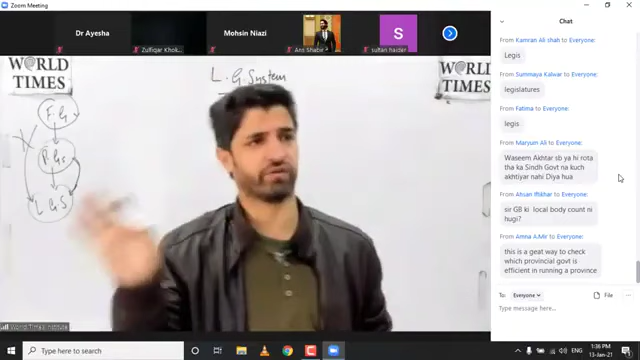 Zoom Meeting
Dr Ayesha
Mohsin Niazi
Zulfiqar Khok...
Ans Shabir
S
sultan haider
WORLD
TIMES
WORLD
TIMES
L. G. System
F. G
P. Gs
L G. S
World Times Institute
Chat
From Kamran Ali shah to Everyone:
Legis
From Summaya Kalwar to Everyone:
legislatures
From Fatima to Everyone:
legis
From Maryum Ali to Everyone:
Waseem Akhtar sb ya hi rota
tha ka Sindh Govt na kuch
akhtiyar nahi Diya hua
From Ahsan Iftikhar to Everyone:
sir GB ki local body count ni
hugi?
From Amna A.Mir to Everyone:
this is a geat way to check
which provincial govt is
efficient in running a province
To: Everyone
File
Type message here...
Type here to search
1:36 PM
13-Jan-21